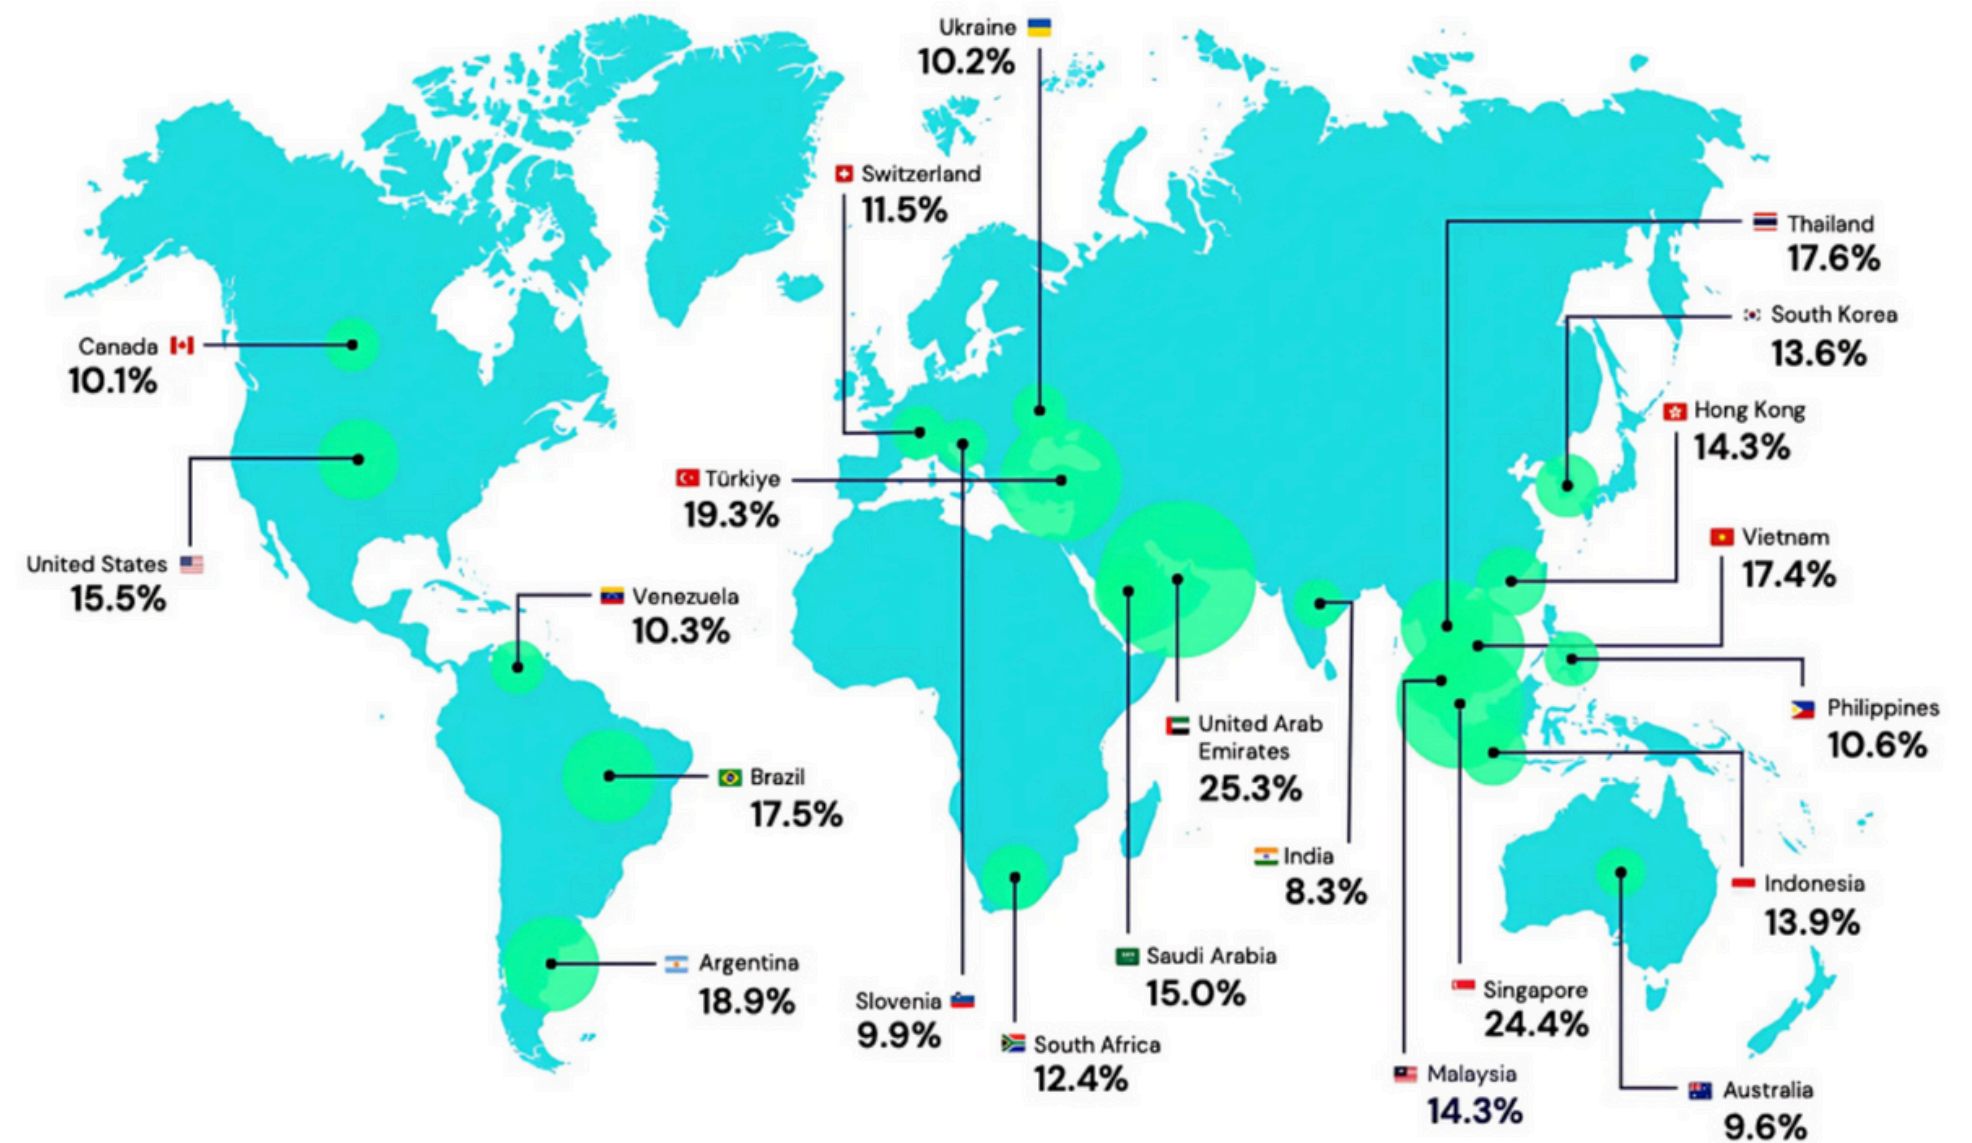 Ukraine
10.2%
Switzerland
11.5%
Thailand
17.6%
South Korea
13.6%
Canada
10.1%
Hong Kong
14.3%
Türkiye
19.3%
Vietnam
17.4%
United States
15.5%
Venezuela
10.3%
Philippines
10.6%
United Arab
Emirates
25.3%
Brazil
17.5%
India
8.3%
Indonesia
13.9%
Argentina
18.9%
Saudi Arabia
15.0%
Singapore
24.4%
Slovenia
9.9%
South Africa
12.4%
Malaysia
14.3%
Australia
9.6%